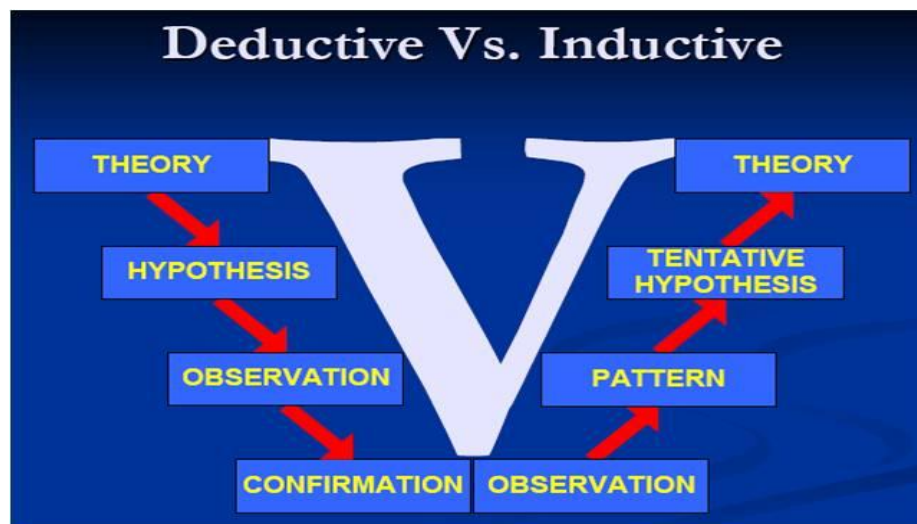 Deductive Vs. Inductive
THEORY
HYPOTHESIS
OBSERVATION
CONFIRMATION
V
THEORY
TENTATIVE
HYPOTHESIS
PATTERN
OBSERVATION